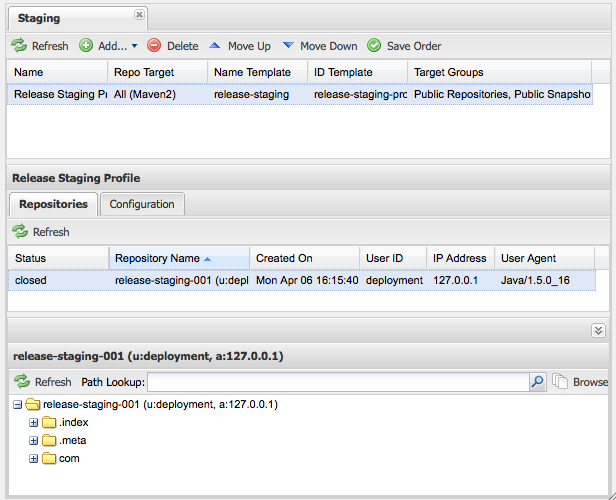 Staging
Refresh Add... Delete Move Up Move Down Save Order
Name Repo Target Name Template ID Template Target Groups
Release Staging Pr All (Maven2) release-staging release-staging-pro Public Repositories, Public Snapsho
Release Staging Profile
Repositories Configuration
Refresh
Status Repository Name Created On User ID IP Address User Agent
closed release-staging-001 (u:depl Mon Apr 06 16:15:40 deployment 127.0.0.1 Java/1.5.0_16
release-staging-001 (u:deployment, a:127.0.0.1)
Refresh Path Lookup: Browse
release-staging-001 (u:deployment, a:127.0.0.1)
.index
.meta
com